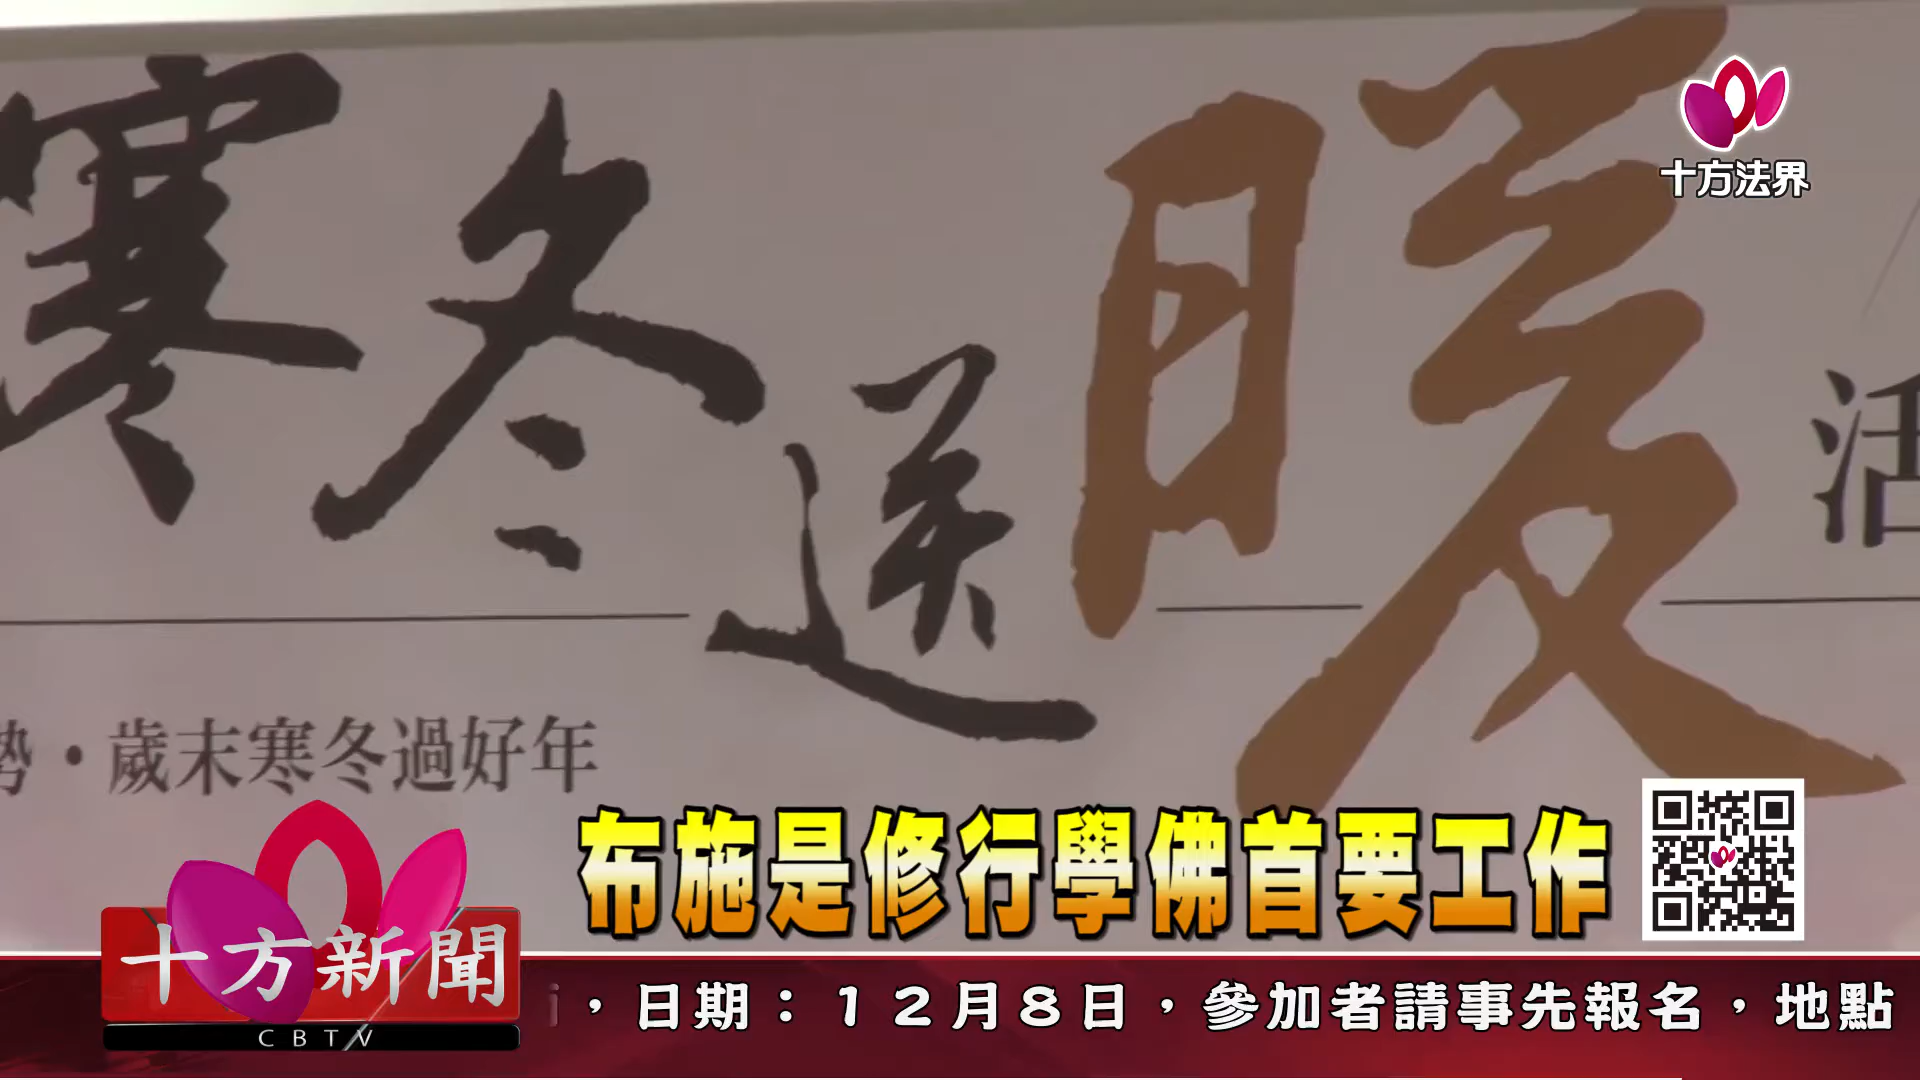 寒冬送暖 活
十方法界
・歲末寒冬過好年
布施是修行學佛首要工作
十方新聞
CBTV
，日期：１２月８日，參加者請事先報名，地點